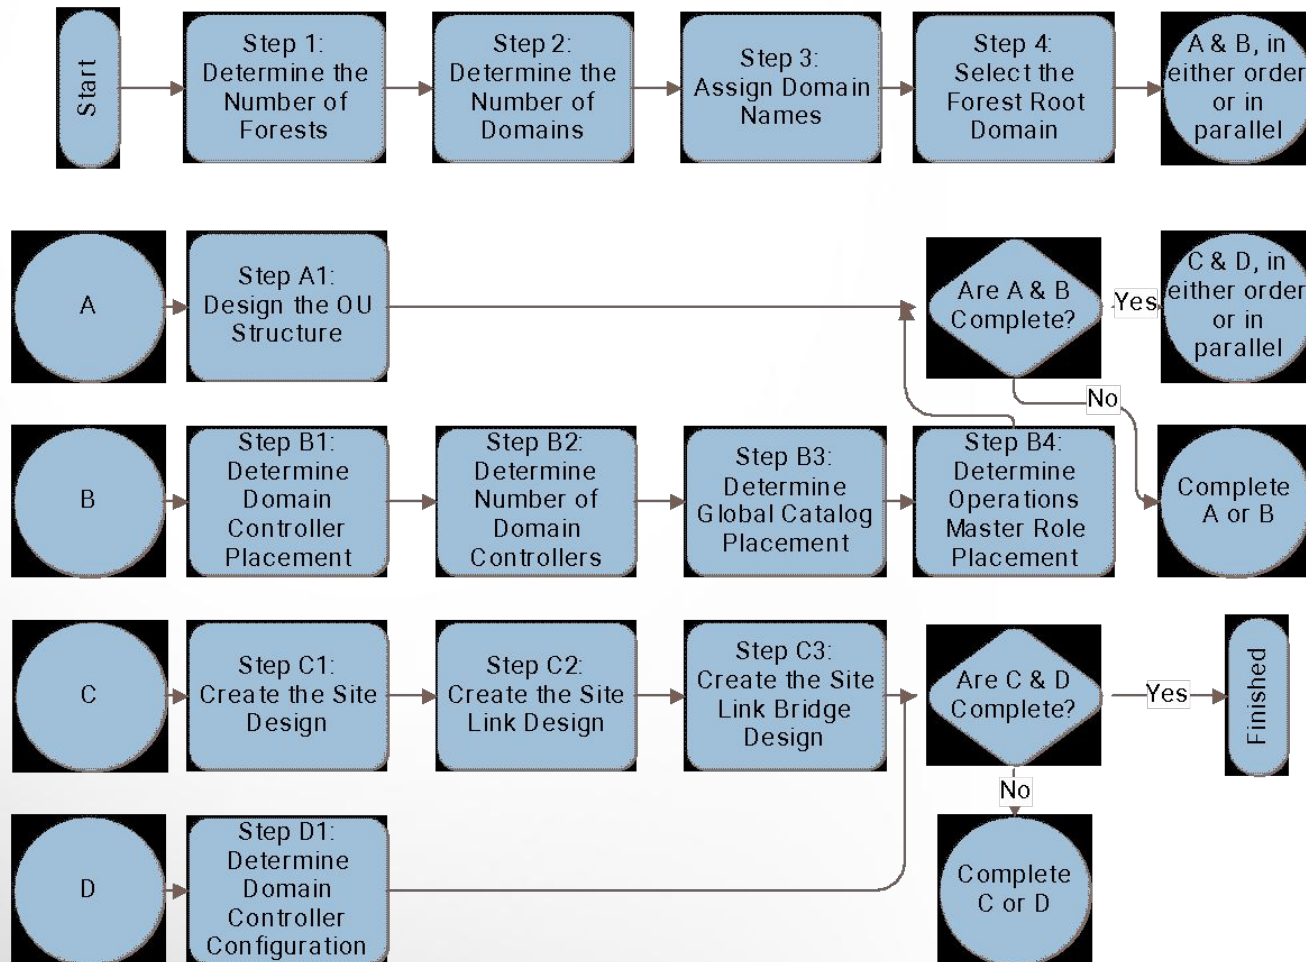 Start
Step 1:
Determine the
Number of
Forests
Step 2:
Determine the
Number of
Domains
Step 3:
Assign Domain
Names
Step 4:
Select the
Forest Root
Domain
A & B, in
either order
or in
parallel
A
Step A1:
Design the OU
Structure
Are A & B
Complete?
Yes
C & D, in
either order
or in
parallel
No
B
Step B1:
Determine
Domain
Controller
Placement
Step B2:
Determine
Number of
Domain
Controllers
Step B3:
Determine
Global Catalog
Placement
Step B4:
Determine
Operations
Master Role
Placement
Complete
A or B
C
Step C1:
Create the Site
Design
Step C2:
Create the Site
Link Design
Step C3:
Create the Site
Link Bridge
Design
Are C & D
Complete?
Yes
Finished
No
D
Step D1:
Determine
Domain
Controller
Configuration
Complete
C or D